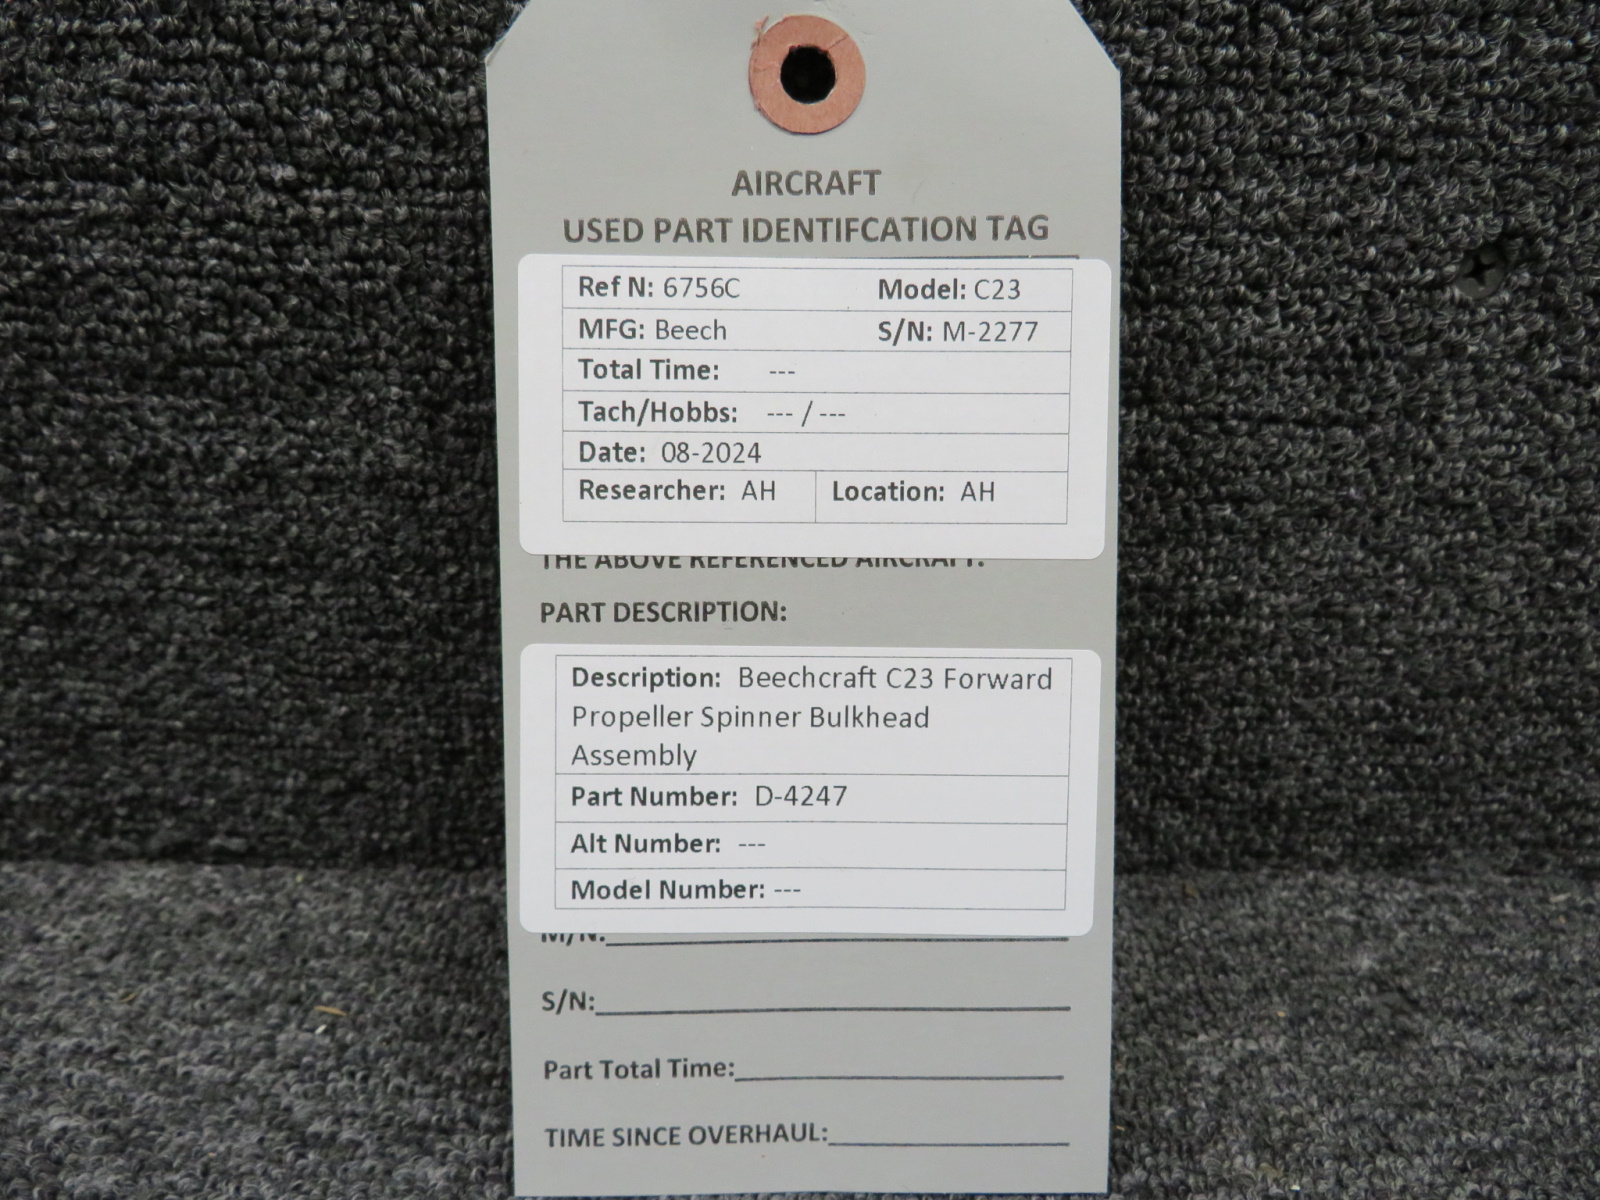 AIRCRAFT
USED PART IDENTIFCATION TAG
Ref N: 6756C Model: C23
MFG: Beech S/N: M-2277
Total Time: ---
Tach/Hobbs: --- / ---
Date: 08-2024
Researcher: AH Location: AH
THE ABOVE REFERENCED AIRCRAFT.
PART DESCRIPTION:
Description: Beechcraft C23 Forward
Propeller Spinner Bulkhead
Assembly
Part Number: D-4247
Alt Number: ---
Model Number: ---
M/N:
S/N:
Part Total Time:
TIME SINCE OVERHAUL: